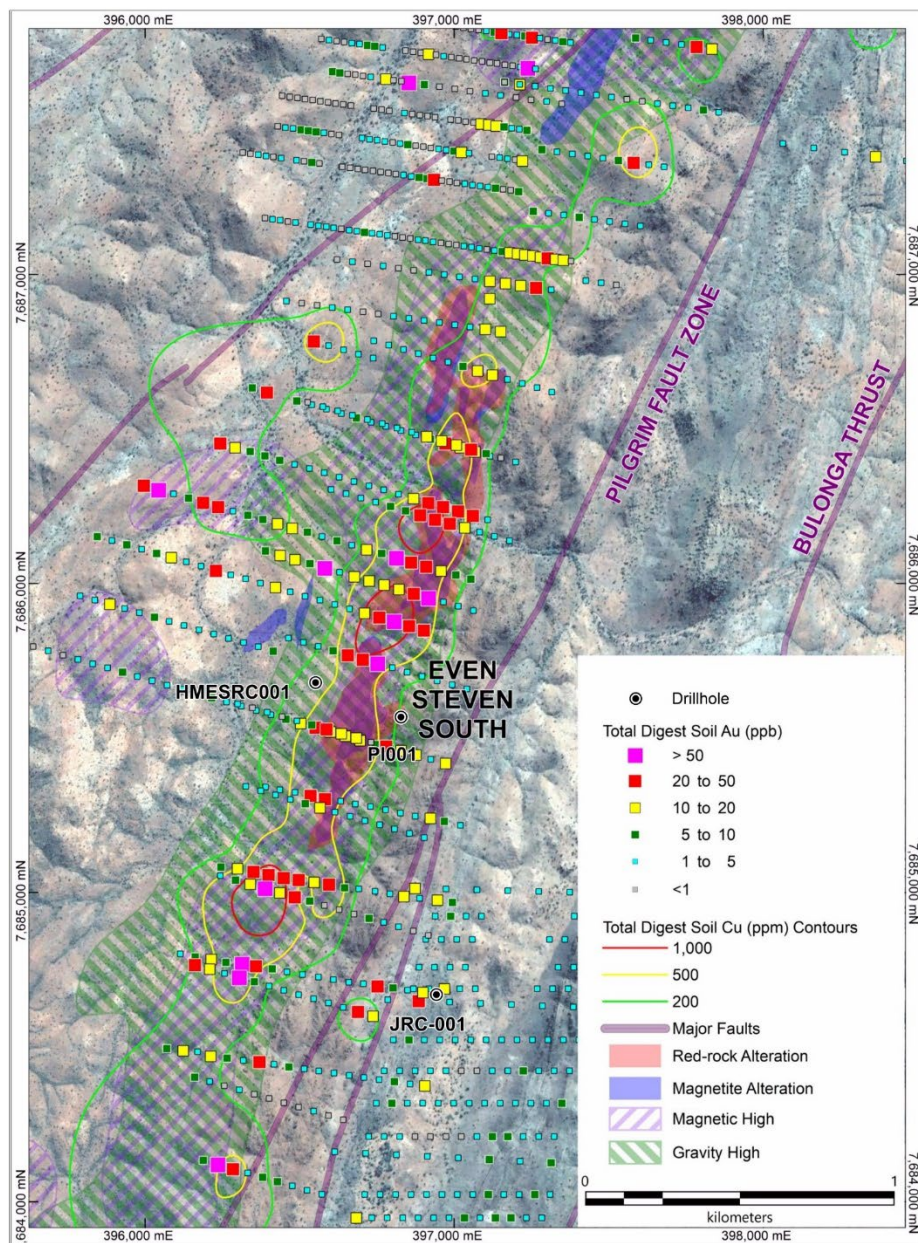 396,000 mE
397,000 mE
398,000 mE
7,687,000 mN
7,687,000 mN
PILGRIM FAULT ZONE
BULONGA THRUST
7,686,000 mN
7,686,000 mN
HMESRC001
EVEN
STEVEN
SOUTH
PI001
7,685,000 mN
7,685,000 mN
JRC-001
7,684,000 mN
7,684,000 mN
Drillhole
Total Digest Soil Au (ppb)
> 50
20 to 50
10 to 20
5 to 10
1 to 5
<1
Total Digest Soil Cu (ppm) Contours
1,000
500
200
Major Faults
Red-rock Alteration
Magnetite Alteration
Magnetic High
Gravity High
0 1
kilometers
396,000 mE
397,000 mE
398,000 mE